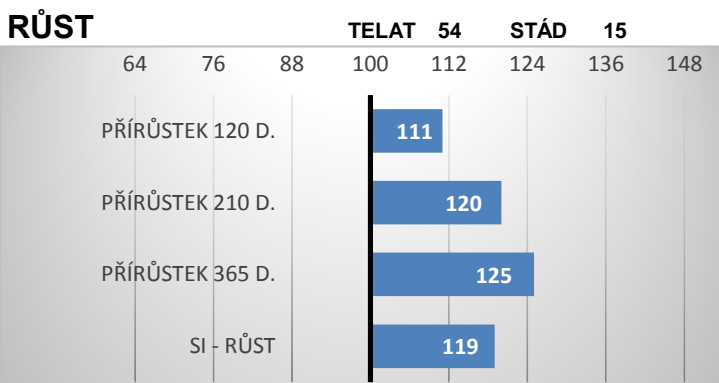 RŮST TELAT 54 STÁD 15
64 76 88 100 112 124 136 148
PŘÍRŮSTEK 120 D. 111
PŘÍRŮSTEK 210 D. 120
PŘÍRŮSTEK 365 D. 125
SI - RŮST 119